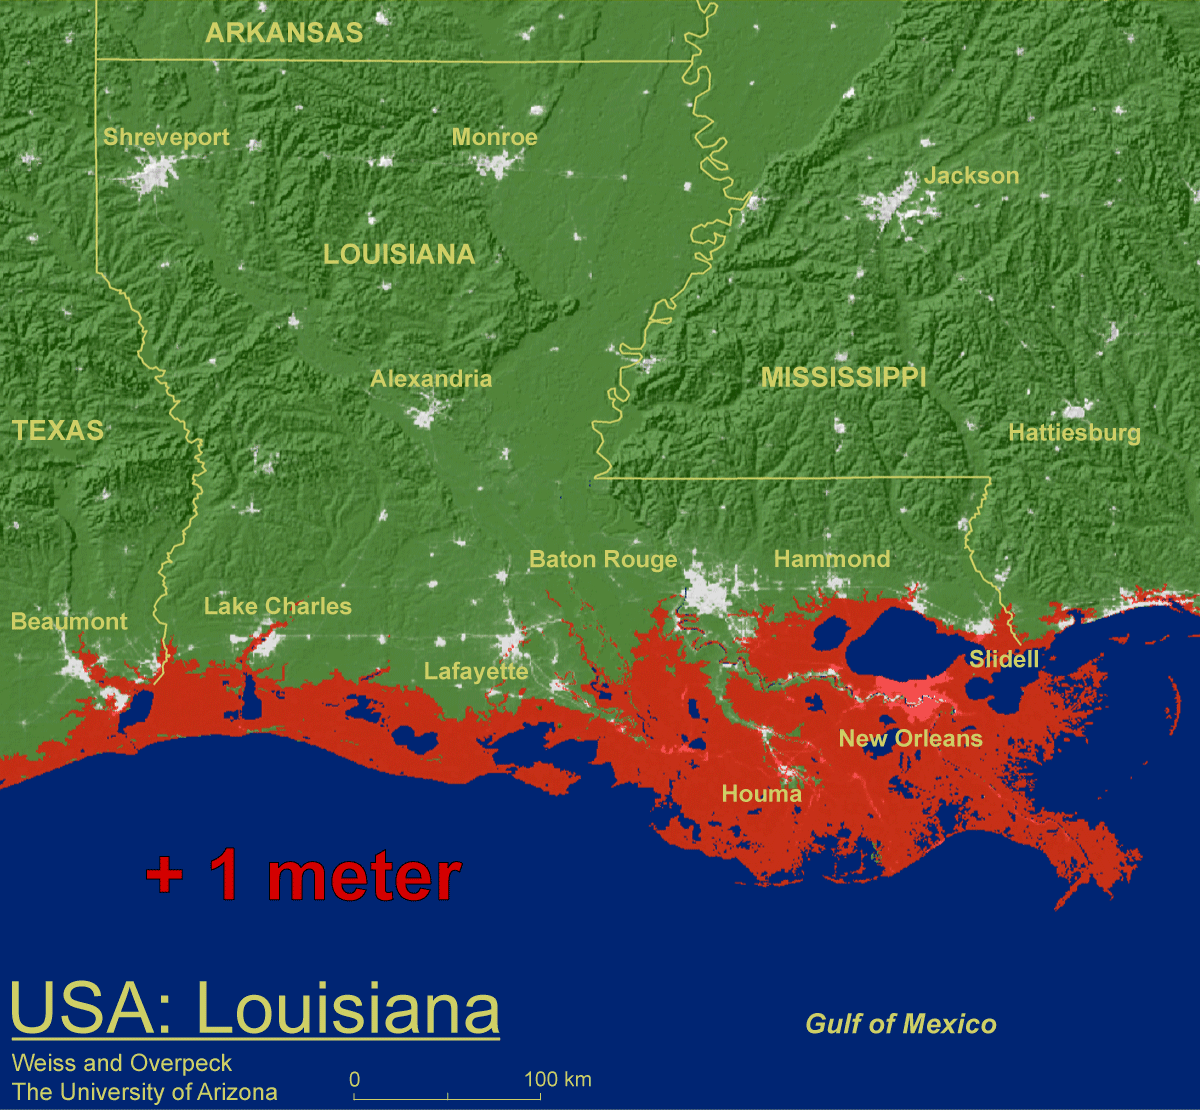 ARKANSAS
Shreveport
Monroe
Jackson
LOUISIANA
Alexandria
MISSISSIPPI
TEXAS
Hattiesburg
Baton Rouge
Hammond
Lake Charles
Beaumont
Lafayette
Slidell
New Orleans
Houma
+ 1 meter
USA: Louisiana
Gulf of Mexico
Weiss and Overpeck
The University of Arizona
0 100 km